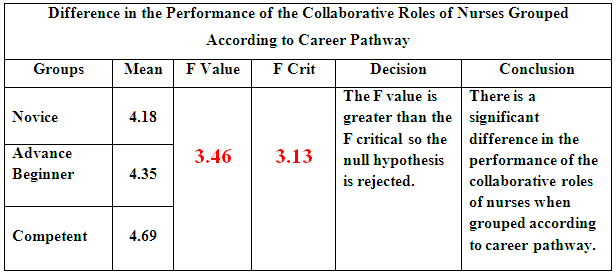 Difference in the Performance of the Collaborative Roles of Nurses Grouped
According to Career Pathway
Groups Mean F Value F Crit Decision Conclusion
Novice 4.18
Advance
Beginner 4.35
Competent 4.69
3.46 3.13
The F value is
greater than the
F critical so the
null hypothesis
is rejected.
There is a
significant
difference in the
performance of the
collaborative roles
of nurses when
grouped according
to career pathway.